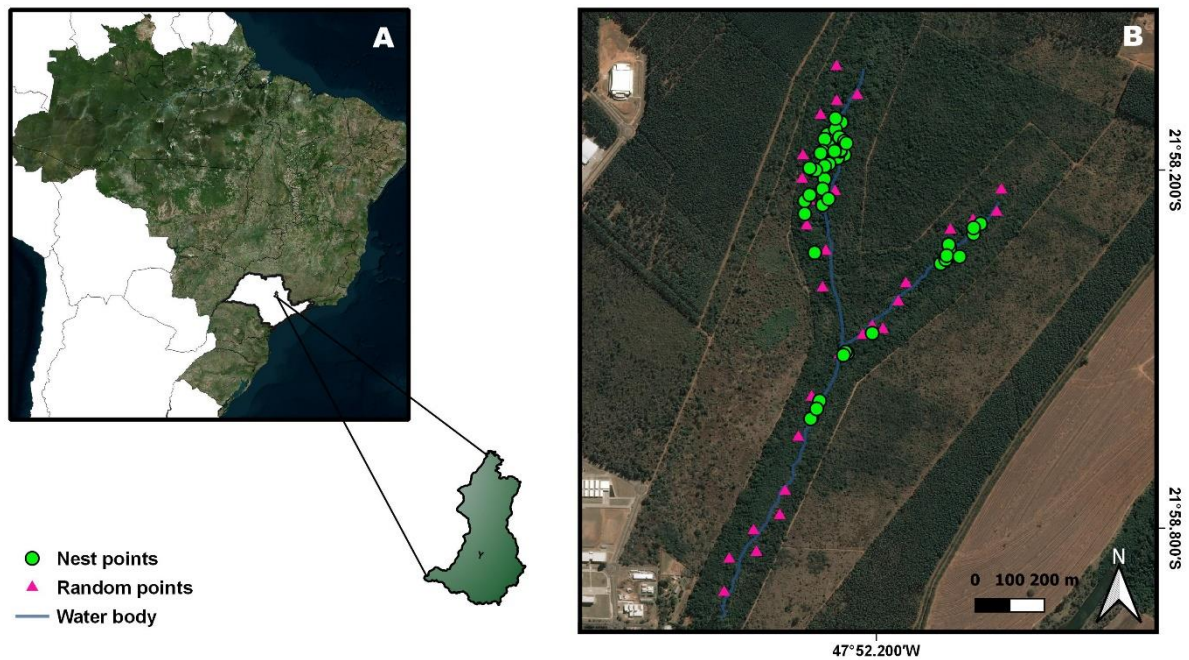 A
B
21°58.200'S
Y
Nest points
Random points
Water body
21°58.800'S
N
0 100 200 m
47°52.200'W